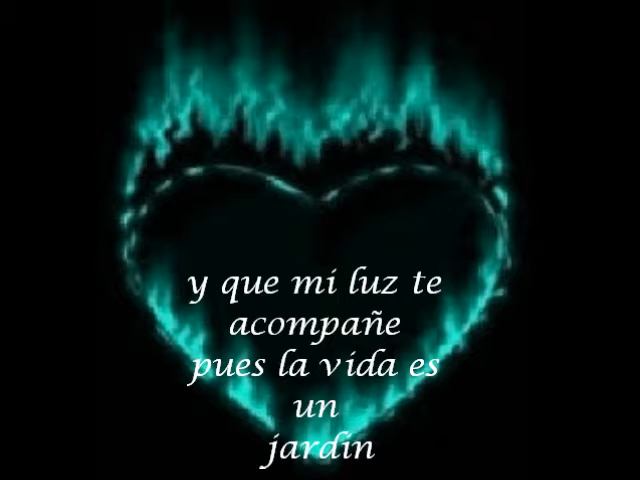 y que mi luz te
acompañe
pues la vida es
un
jardín